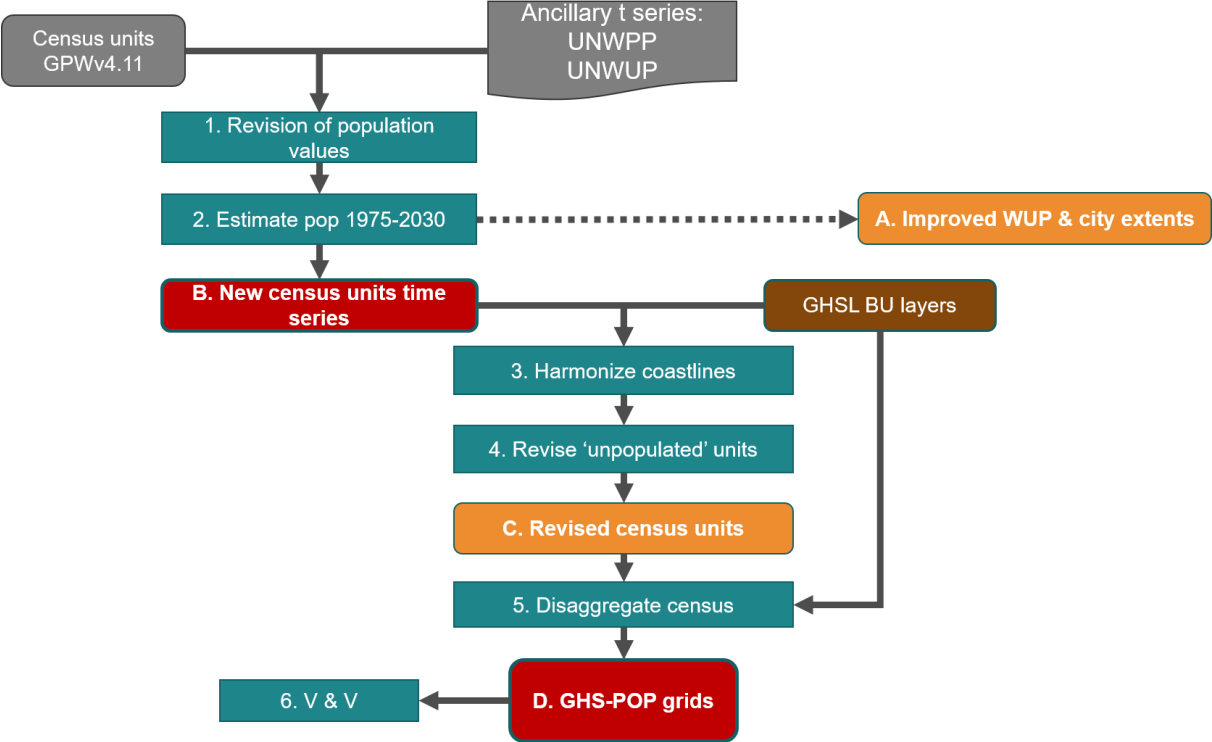 Census units
GPWv4.11
Ancillary t series:
UNWPP
UNWUP
1. Revision of population
values
2. Estimate pop 1975-2030
A. Improved WUP & city extents
B. New census units time
series
GHSL BU layers
3. Harmonize coastlines
4. Revise ‘unpopulated’ units
C. Revised census units
5. Disaggregate census
D. GHS-POP grids
6. V & V